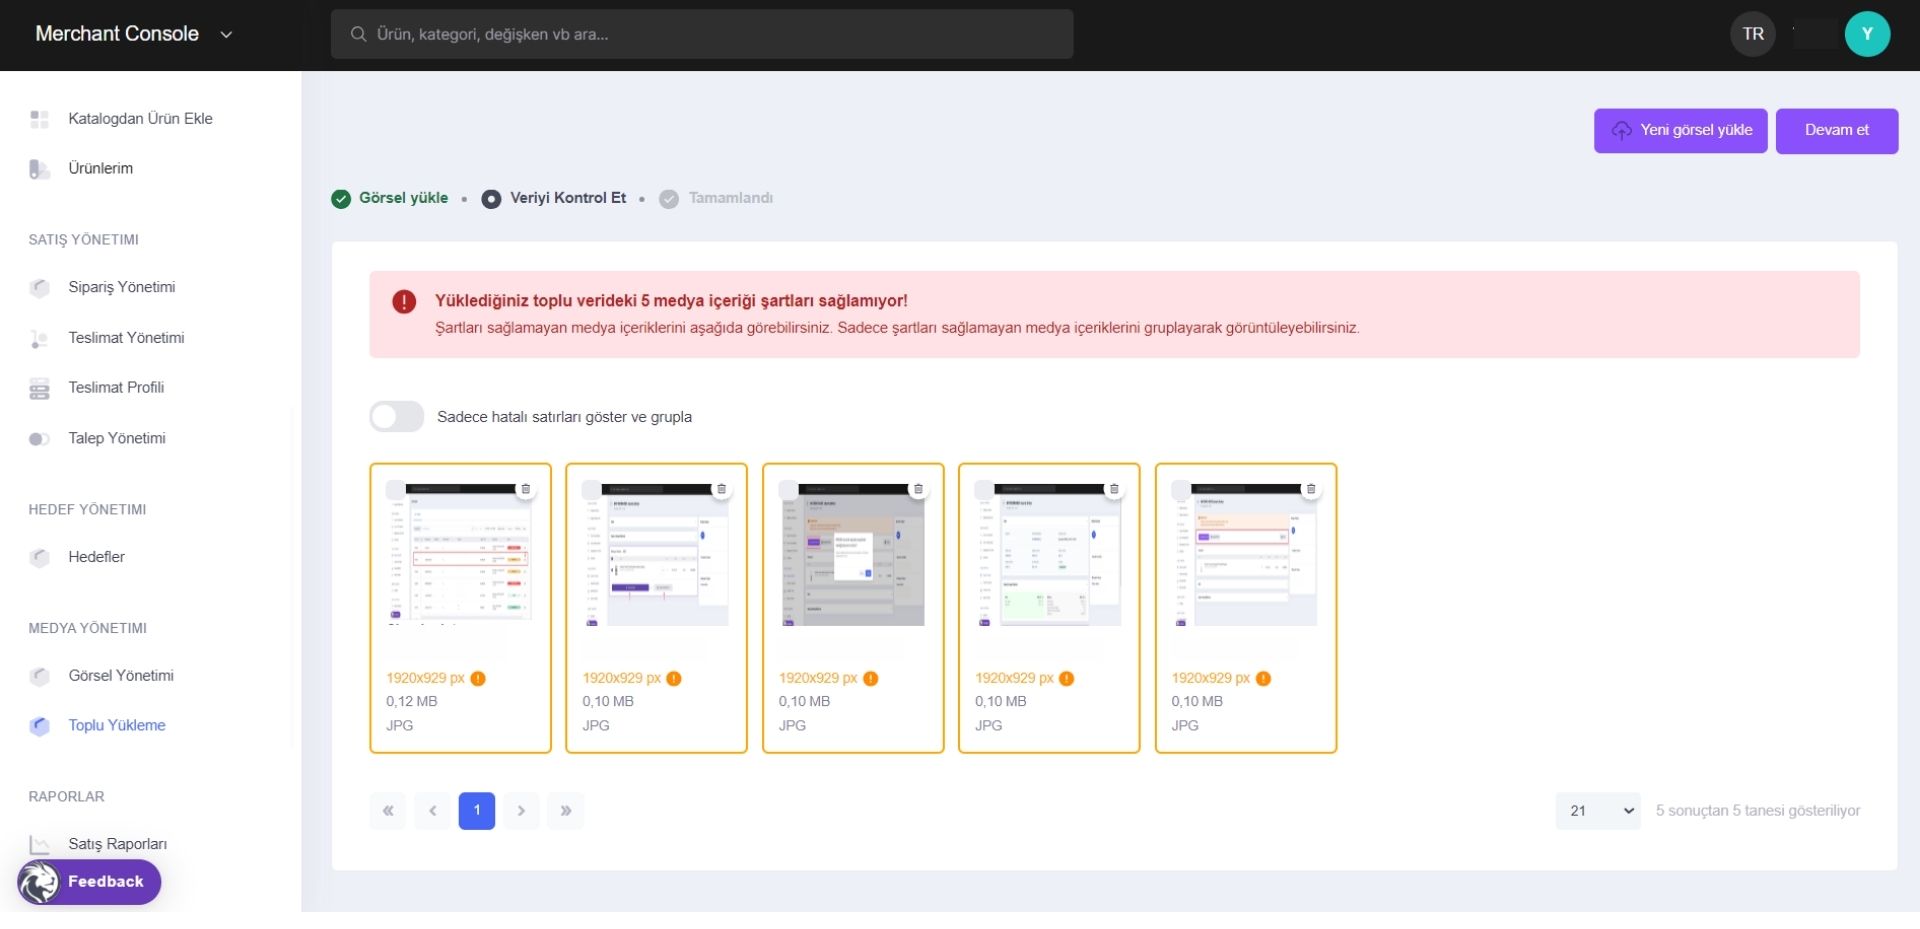 Merchant Console
Ürün, kategori, değişken vb ara...
TR
Y
Katalogdan Ürün Ekle
Ürünlerim
SATIŞ YÖNETIMI
Sipariş Yönetimi
Teslimat Yönetimi
Teslimat Profili
Talep Yönetimi
HEDEF YÖNETIMI
Hedefler
MEDYA YÖNETIMI
Görsel Yönetimi
Toplu Yükleme
RAPORLAR
Satış Raporları
Feedback
Yeni görsel yükle
Devam et
Görsel yükle
Veriyi Kontrol Et
Tamamlandı
Yüklediğiniz toplu verideki 5 medya içeriği şartları sağlamıyor!
Şartları sağlamayan medya içeriklerini aşağıda görebilirsiniz. Sadece şartları sağlamayan medya içeriklerini gruplayarak görüntüleyebilirsiniz.
Sadece hatalı satırları göster ve grupla
1920x929 px
0,12 MB
JPG
1920x929 px
0,10 MB
JPG
1920x929 px
0,10 MB
JPG
1920x929 px
0,10 MB
JPG
1920x929 px
0,10 MB
JPG
1
21
5 sonuçtan 5 tanesi gösteriliyor